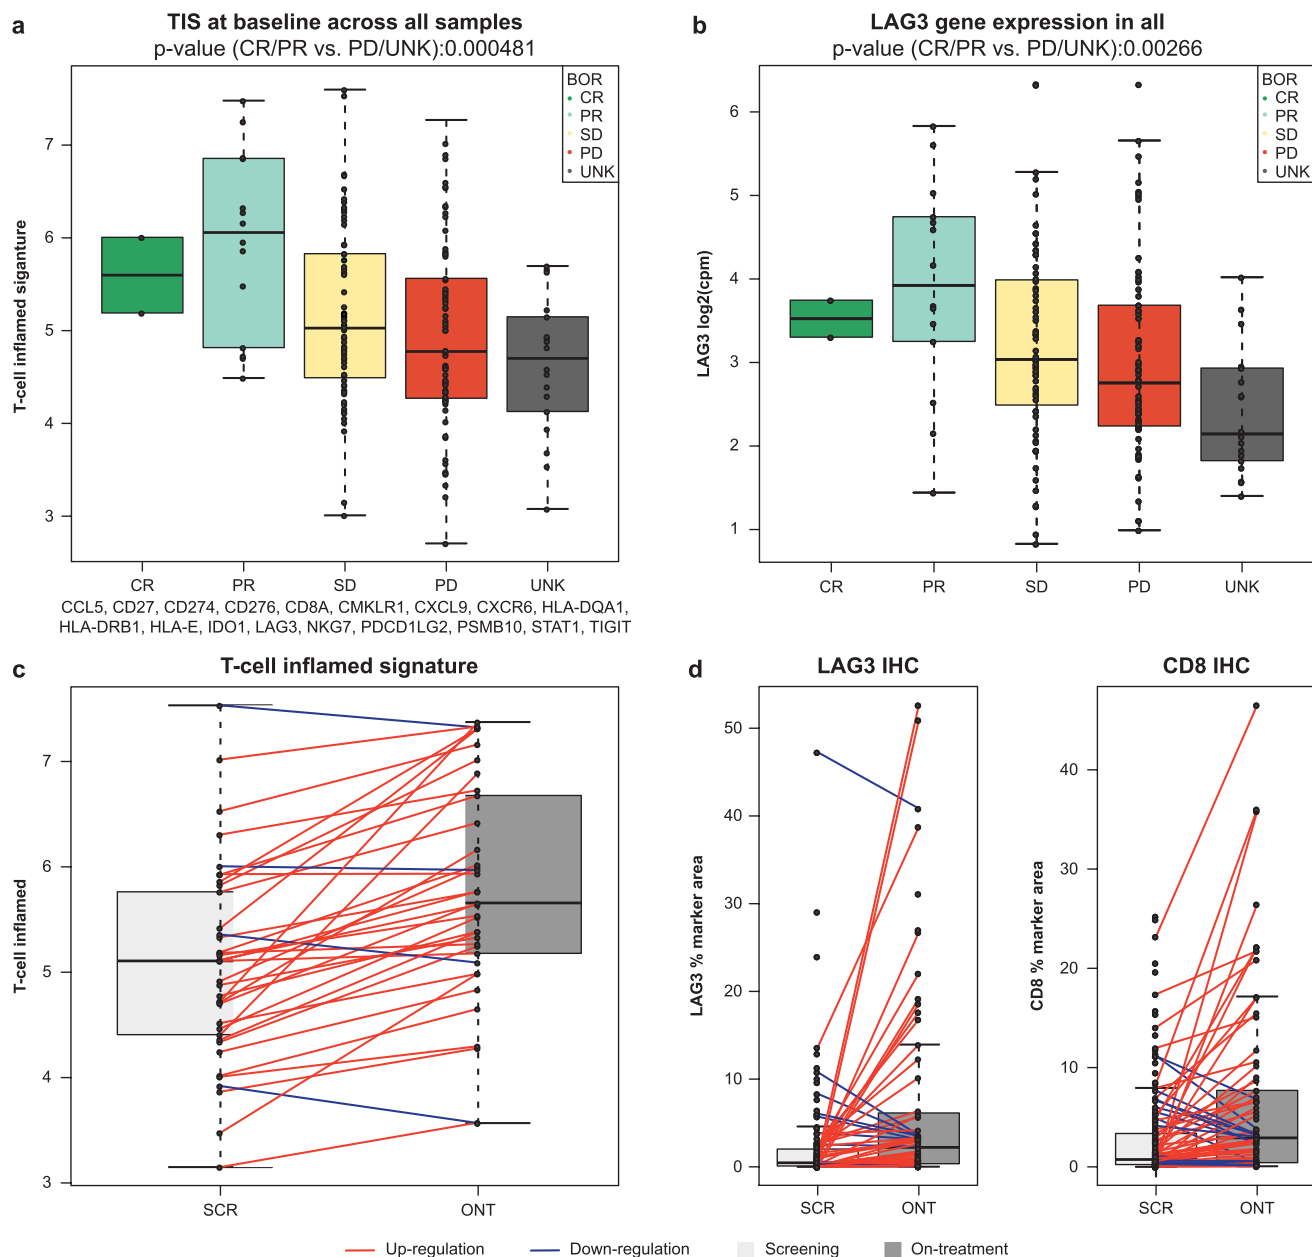 a
TIS at baseline across all samples
p-value (CR/PR vs. PD/UNK):0.000481
T-cell inflamed siganture
7
6
5
4
3
BOR
CR
PR
SD
PD
UNK
CR PR SD PD UNK
CCL5, CD27, CD274, CD276, CD8A, CMKLR1, CXCL9, CXCR6, HLA-DQA1,
HLA-DRB1, HLA-E, IDO1, LAG3, NKG7, PDCD1LG2, PSMB10, STAT1, TIGIT
b
LAG3 gene expression in all
p-value (CR/PR vs. PD/UNK):0.00266
LAG3 log2(cpm)
6
5
4
3
2
1
BOR
CR
PR
SD
PD
UNK
CR PR SD PD UNK
c
T-cell inflamed signature
T-cell inflamed
7
6
5
4
3
SCR ONT
d
LAG3 IHC
LAG3 % marker area
50
40
30
20
10
0
SCR ONT
CD8 IHC
CD8 % marker area
40
30
20
10
0
SCR ONT
Up-regulation Down-regulation Screening On-treatment